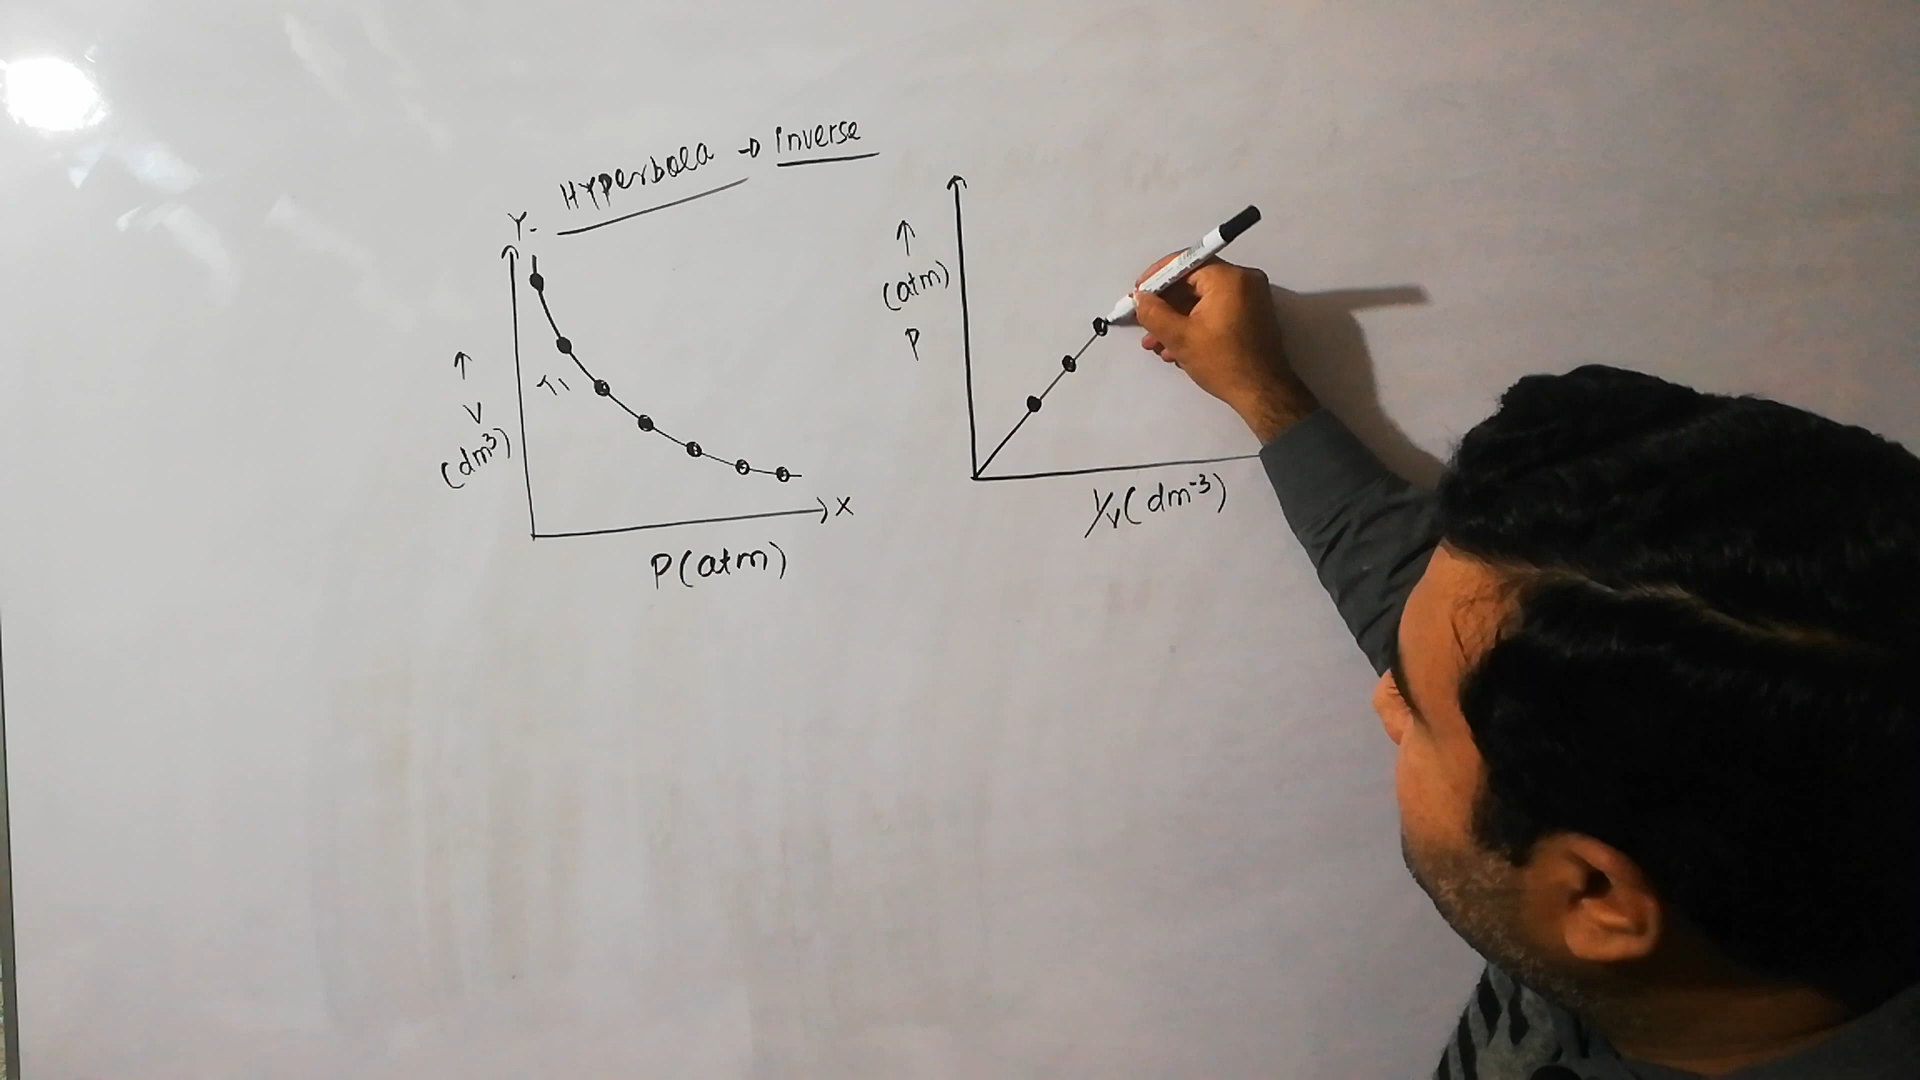 Hyperbola → Inverse
Y
↑
V
(dm³)
T1
X
P(atm)
↑
(atm)
P
1/V(dm⁻³)